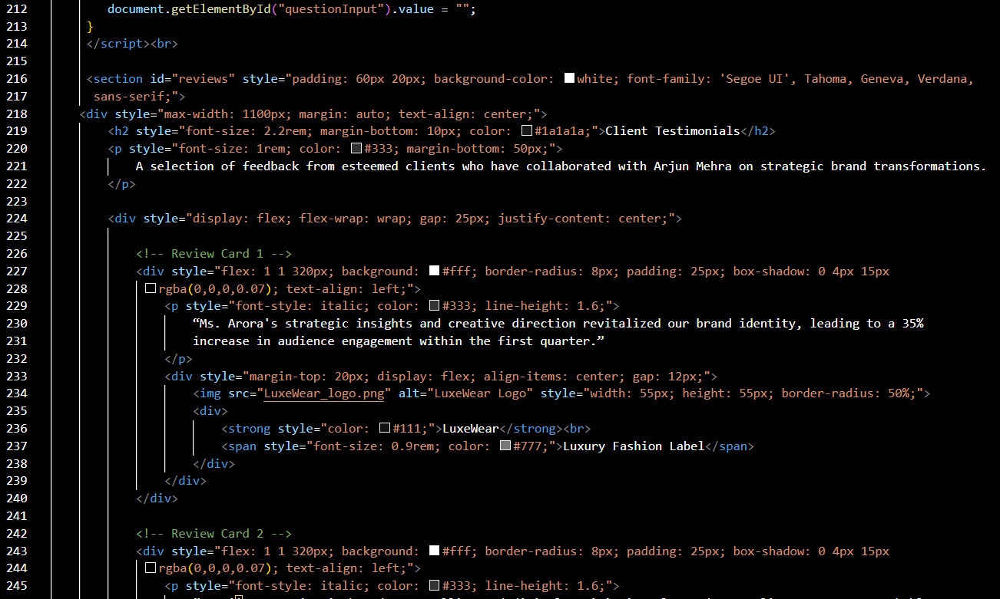 212 document.getElementById("questionInput").value = "";
213 }
214 </script><br>
215
216 <section id="reviews" style="padding: 60px 20px; background-color: white; font-family: 'Segoe UI', Tahoma, Geneva, Verdana,
217 sans-serif;">
218 <div style="max-width: 1100px; margin: auto; text-align: center;">
219 <h2 style="font-size: 2.2rem; margin-bottom: 10px; color: #1a1a1a;">Client Testimonials</h2>
220 <p style="font-size: 1rem; color: #333; margin-bottom: 50px;">
221 A selection of feedback from esteemed clients who have collaborated with Arjun Mehra on strategic brand transformations.
222 </p>
223
224 <div style="display: flex; flex-wrap: wrap; gap: 25px; justify-content: center;">
225
226 <!-- Review Card 1 -->
227 <div style="flex: 1 1 320px; background: #fff; border-radius: 8px; padding: 25px; box-shadow: 0 4px 15px
228 rgba(0,0,0,0.07); text-align: left;">
229 <p style="font-style: italic; color: #333; line-height: 1.6;">
230 “Ms. Arora's strategic insights and creative direction revitalized our brand identity, leading to a 35%
231 increase in audience engagement within the first quarter.”
232 </p>
233 <div style="margin-top: 20px; display: flex; align-items: center; gap: 12px;">
234 <img src="LuxeWear_logo.png" alt="LuxeWear Logo" style="width: 55px; height: 55px; border-radius: 50%;">
235 <div>
236 <strong style="color: #111;">LuxeWear</strong><br>
237 <span style="font-size: 0.9rem; color: #777;">Luxury Fashion Label</span>
238 </div>
239 </div>
240 </div>
241
242 <!-- Review Card 2 -->
243 <div style="flex: 1 1 320px; background: #fff; border-radius: 8px; padding: 25px; box-shadow: 0 4px 15px
244 rgba(0,0,0,0.07); text-align: left;">
245 <p style="font-style: italic; color: #333; line-height: 1.6;">